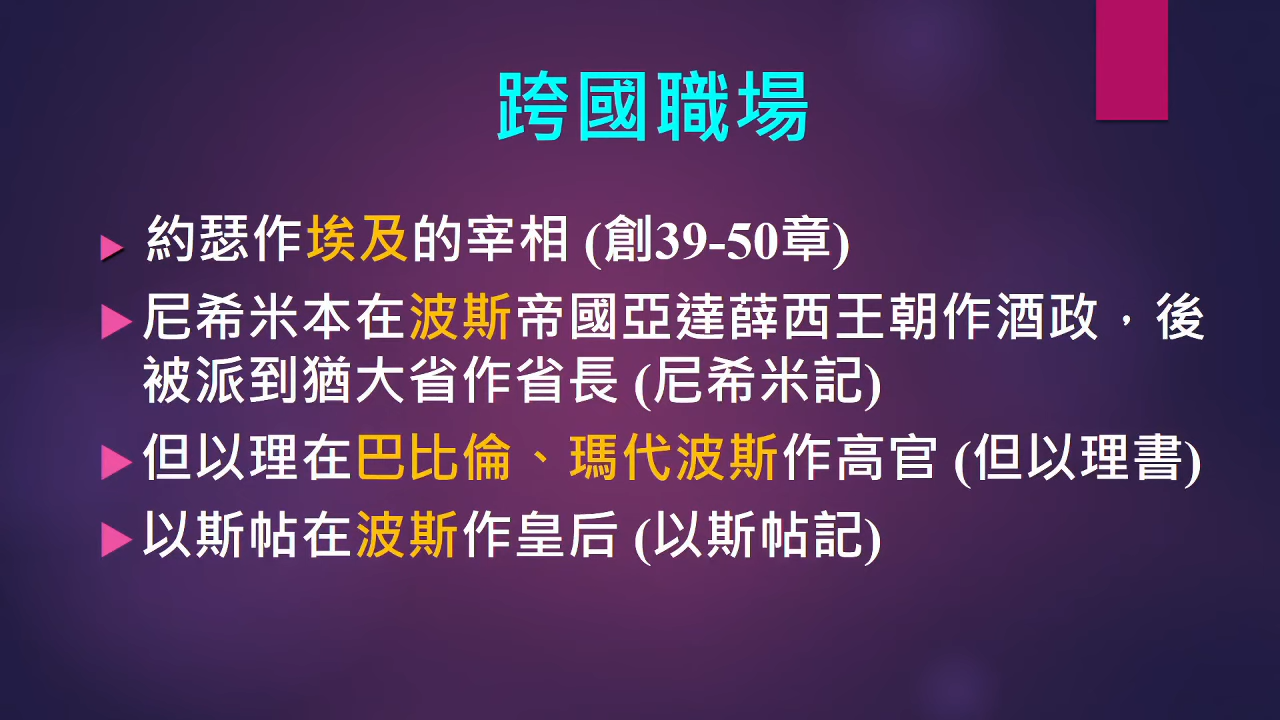 跨國職場
約瑟作埃及的宰相 (創39-50章)
尼希米本在波斯帝國亞達薛西王朝作酒政，後
被派到猶大省作省長 (尼希米記)
但以理在巴比倫、瑪代波斯作高官 (但以理書)
以斯帖在波斯作皇后 (以斯帖記)